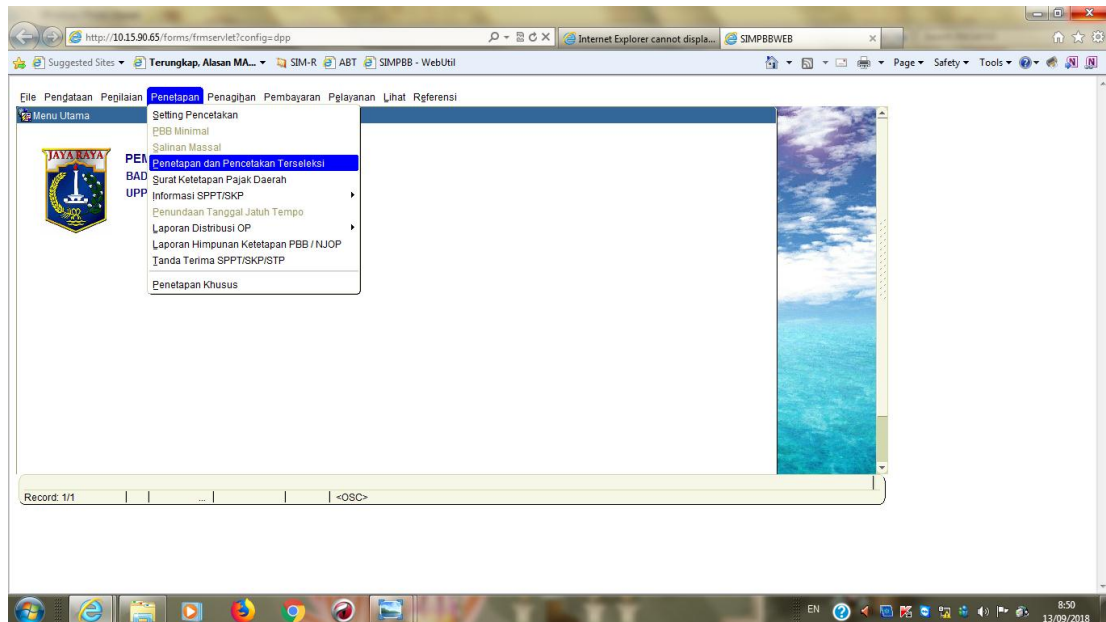 http://10.15.90.65/forms/frmservlet?config=dpp
Internet Explorer cannot displa...
SIMPBBWEB
Suggested Sites
Terungkap, Alasan MA...
SIM-R
ABT
SIMPBB - WebUtil
Page
Safety
Tools
File Pendataan Penilaian Penetapan Penagihan Pembayaran Pelayanan Lihat Referensi
Menu Utama
JAYA RAYA
PEM
BAD
UPP
Setting Pencetakan
PBB Minimal
Salinan Massal
Penetapan dan Pencetakan Terseleksi
Surat Ketetapan Pajak Daerah
Informasi SPPT/SKP
Penundaan Tanggal Jatuh Tempo
Laporan Distribusi OP
Laporan Himpunan Ketetapan PBB / NJOP
Tanda Terima SPPT/SKP/STP
Penetapan Khusus
Record: 1/1
...
<OSC>
EN
8:50
13/09/2018